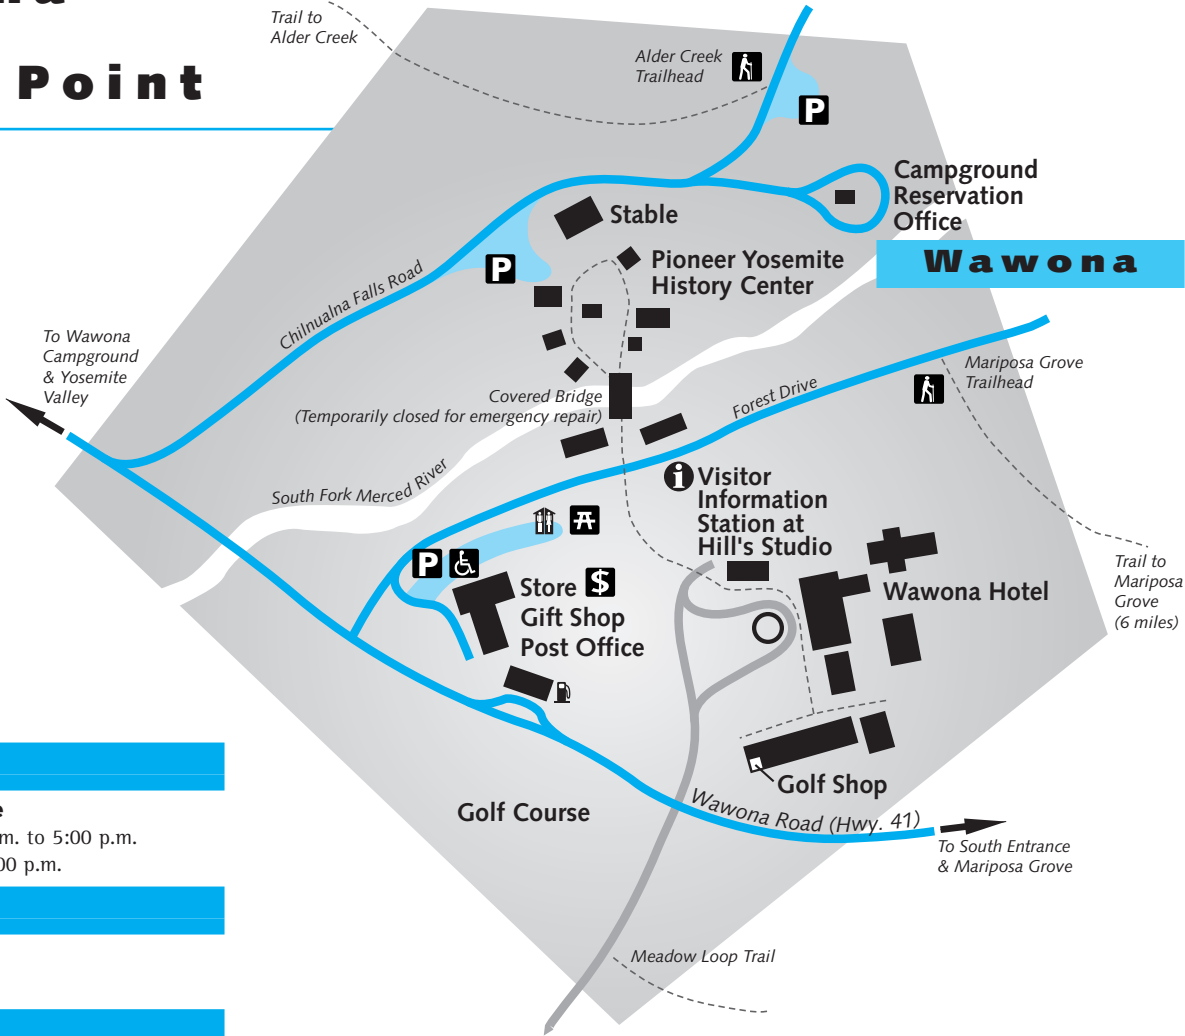 Point
Trail to
Alder Creek
Alder Creek
Trailhead
P
Campground
Reservation
Office
Wawona
Stable
Pioneer Yosemite
History Center
P
Chilnualna Falls Road
To Wawona
Campground
& Yosemite
Valley
Mariposa Grove
Trailhead
Covered Bridge
(Temporarily closed for emergency repair)
Forest Drive
South Fork Merced River
i Visitor
Information
Station at
Hill's Studio
P
Store $
Gift Shop
Post Office
Wawona Hotel
Trail to
Mariposa
Grove
(6 miles)
Golf Shop
Golf Course
Wawona Road (Hwy. 41)
To South Entrance
& Mariposa Grove
Meadow Loop Trail
e
.m. to 5:00 p.m.
00 p.m.